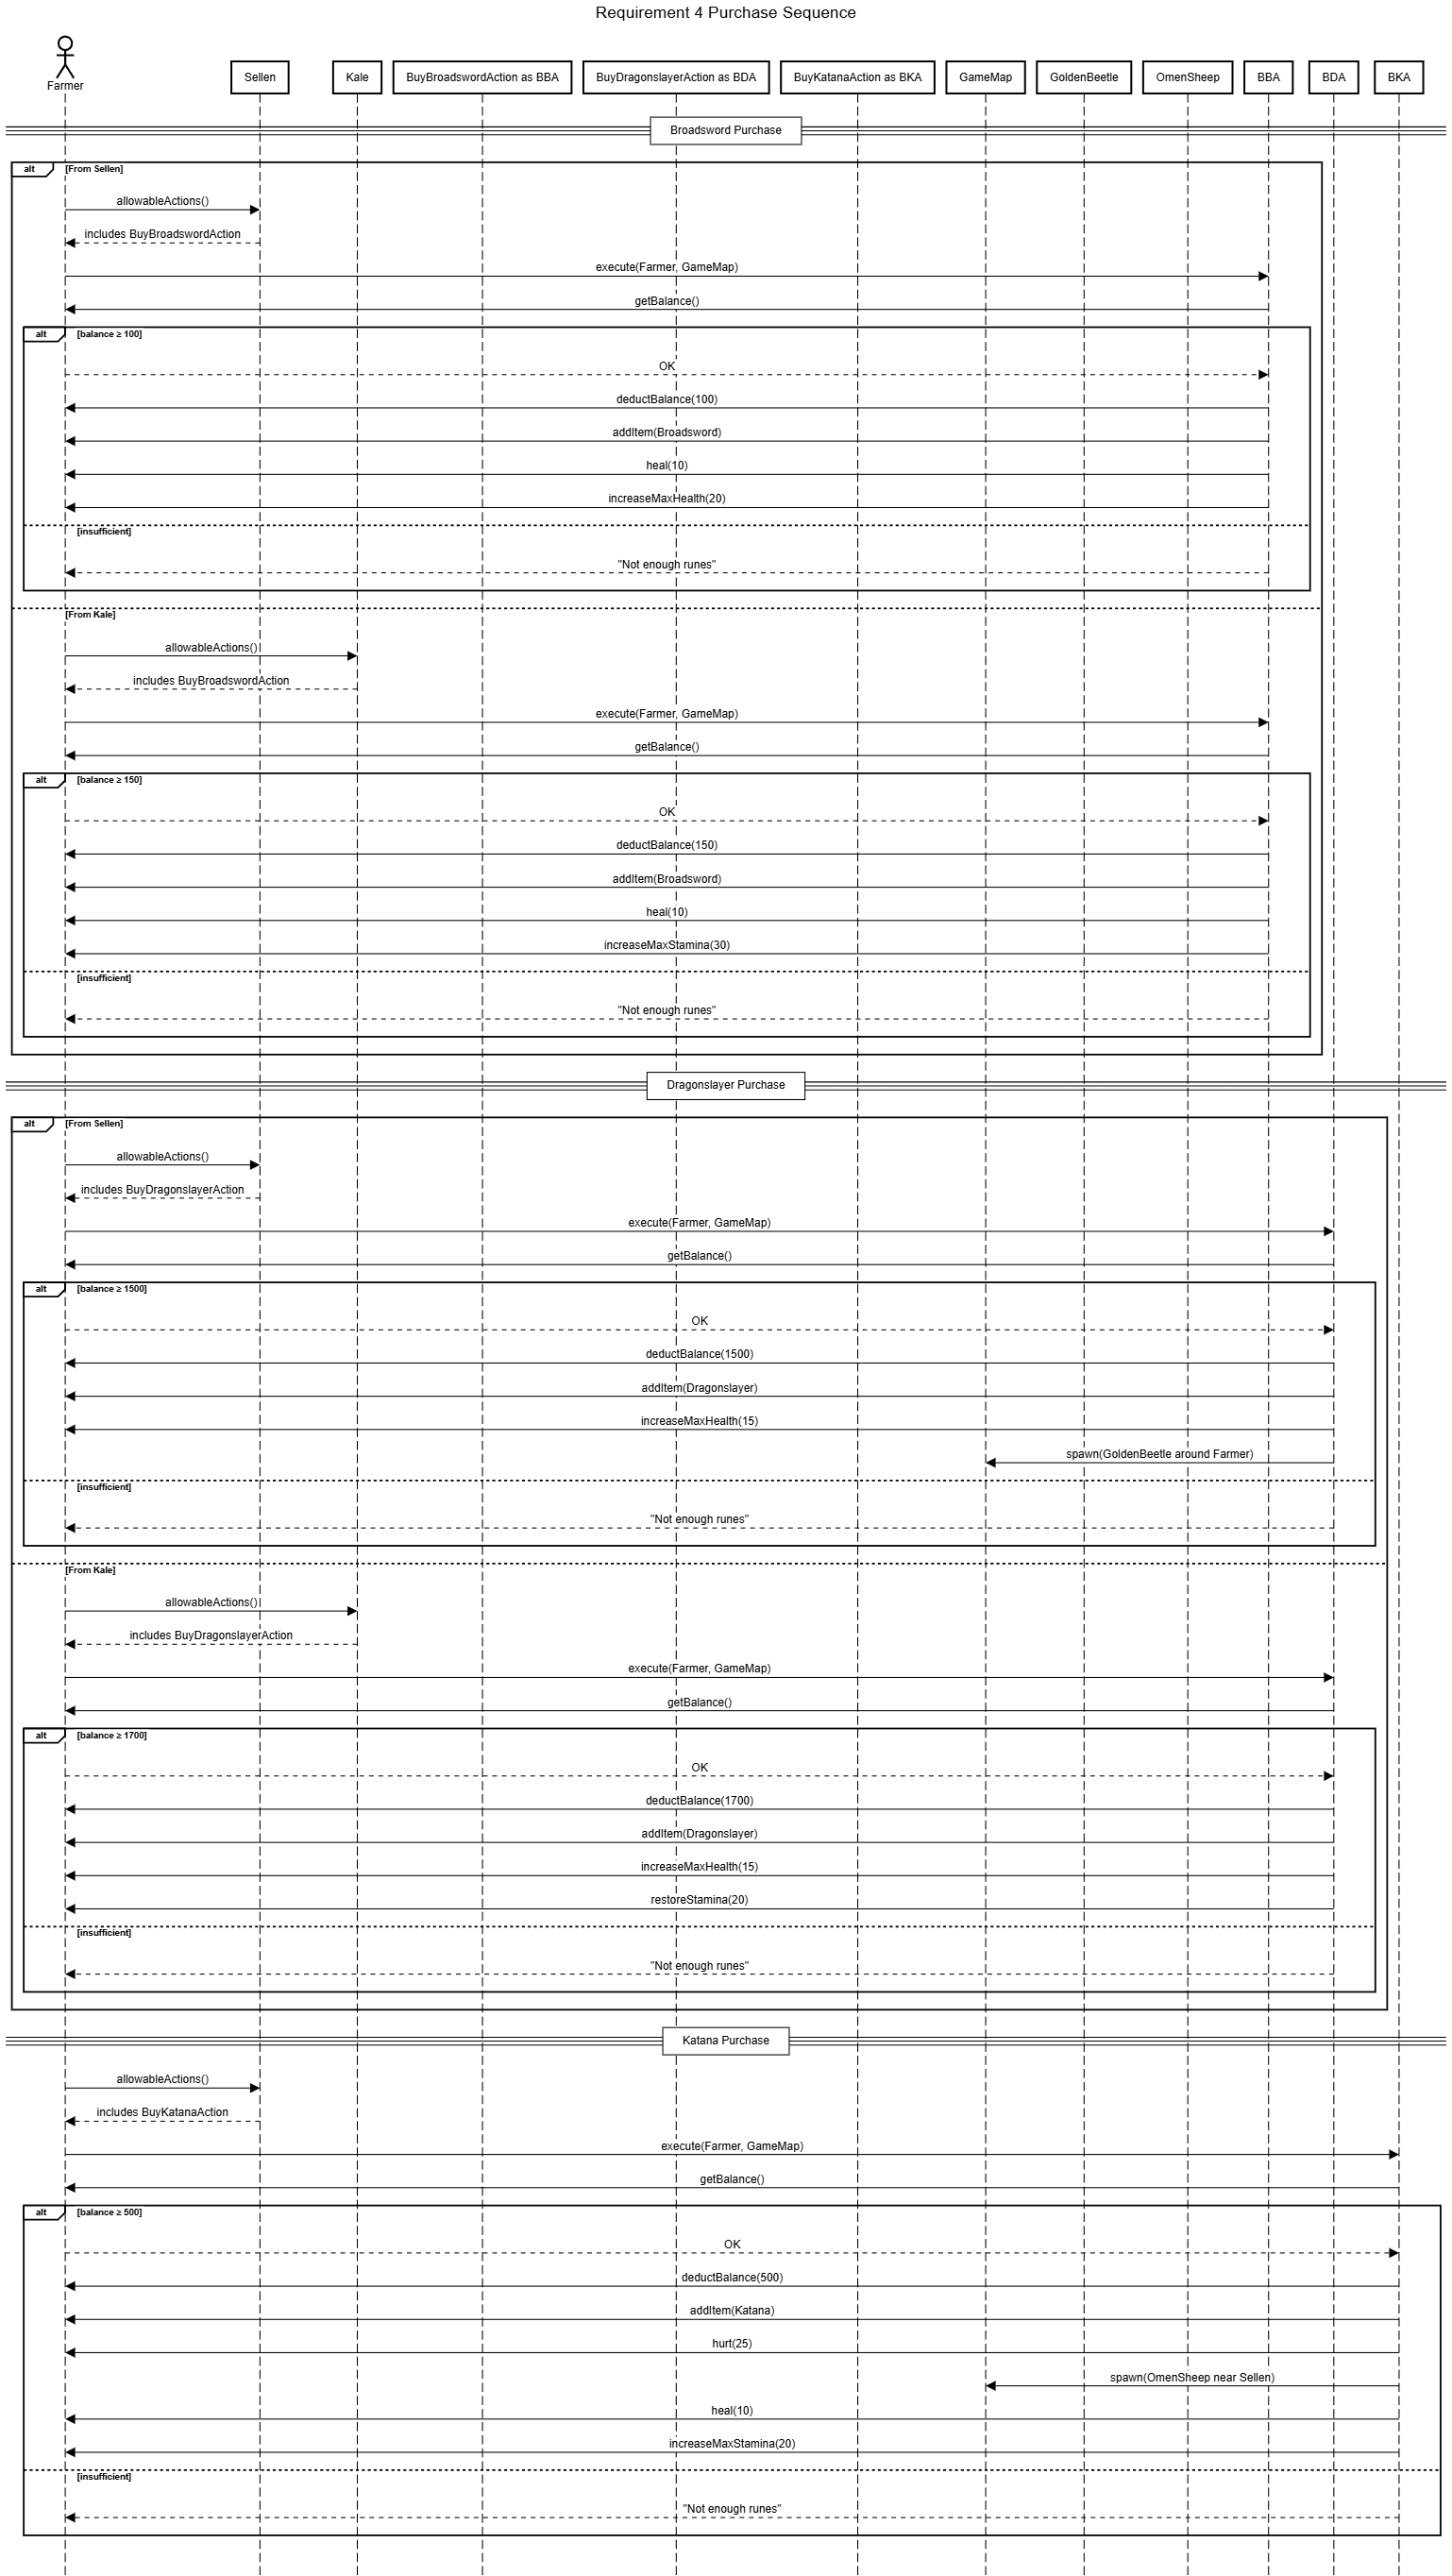 Requirement 4 Purchase Sequence
Farmer
Sellen
Kale
BuyBroadswordAction as BBA
BuyDragonslayerAction as BDA
BuyKatanaAction as BKA
GameMap
GoldenBeetle
OmenSheep
BBA
BDA
BKA
Broadsword Purchase
alt [From Sellen]
allowableActions()
includes BuyBroadswordAction
execute(Farmer, GameMap)
getBalance()
alt [balance ≥ 100]
OK
deductBalance(100)
addItem(Broadsword)
heal(10)
increaseMaxHealth(20)
[insufficient]
"Not enough runes"
[From Kale]
allowableActions()
includes BuyBroadswordAction
execute(Farmer, GameMap)
getBalance()
alt [balance ≥ 150]
OK
deductBalance(150)
addItem(Broadsword)
heal(10)
increaseMaxStamina(30)
[insufficient]
"Not enough runes"
Dragonslayer Purchase
alt [From Sellen]
allowableActions()
includes BuyDragonslayerAction
execute(Farmer, GameMap)
getBalance()
alt [balance ≥ 1500]
OK
deductBalance(1500)
addItem(Dragonslayer)
increaseMaxHealth(15)
spawn(GoldenBeetle around Farmer)
[insufficient]
"Not enough runes"
[From Kale]
allowableActions()
includes BuyDragonslayerAction
execute(Farmer, GameMap)
getBalance()
alt [balance ≥ 1700]
OK
deductBalance(1700)
addItem(Dragonslayer)
increaseMaxHealth(15)
restoreStamina(20)
[insufficient]
"Not enough runes"
Katana Purchase
allowableActions()
includes BuyKatanaAction
execute(Farmer, GameMap)
getBalance()
alt [balance ≥ 500]
OK
deductBalance(500)
addItem(Katana)
hurt(25)
spawn(OmenSheep near Sellen)
heal(10)
increaseMaxStamina(20)
[insufficient]
"Not enough runes"